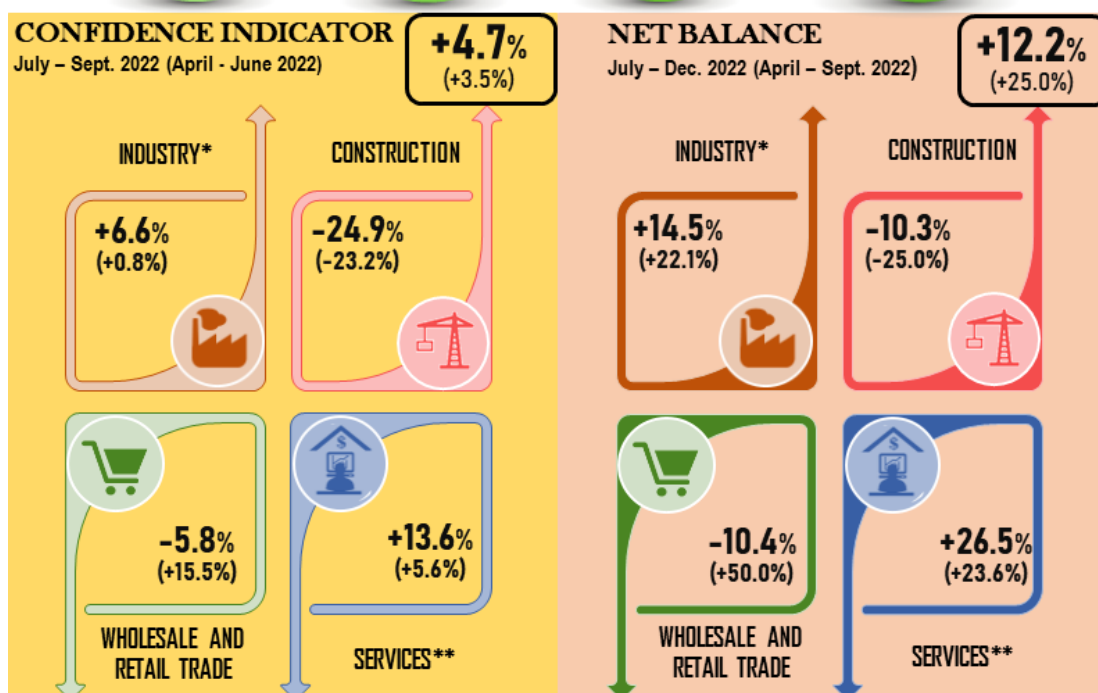 CONFIDENCE INDICATOR
July – Sept. 2022 (April - June 2022)
+4.7%
(+3.5%)
INDUSTRY*
CONSTRUCTION
+6.6%
(+0.8%)
-24.9%
(-23.2%)
$
-5.8%
(+15.5%)
+13.6%
(+5.6%)
WHOLESALE AND
RETAIL TRADE
SERVICES**
NET BALANCE
July – Dec. 2022 (April – Sept. 2022)
+12.2%
(+25.0%)
INDUSTRY*
CONSTRUCTION
+14.5%
(+22.1%)
-10.3%
(-25.0%)
$
-10.4%
(+50.0%)
+26.5%
(+23.6%)
WHOLESALE AND
RETAIL TRADE
SERVICES**